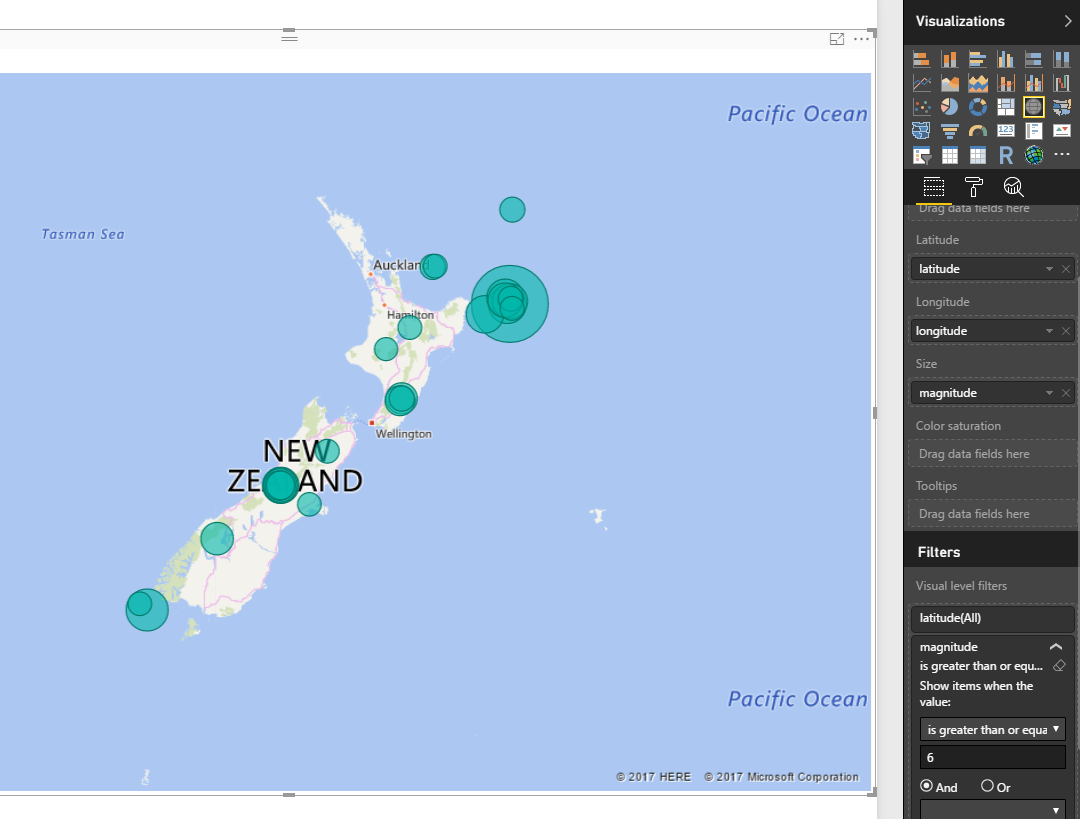 Pacific Ocean
Tasman Sea
Auckland
Hamilton
Wellington
NEW
ZE AND
Pacific Ocean
© 2017 HERE © 2017 Microsoft Corporation
Visualizations
123
R
Drag data fields here
Latitude
latitude
Longitude
longitude
Size
magnitude
Color saturation
Drag data fields here
Tooltips
Drag data fields here
Filters
Visual level filters
latitude(All)
magnitude
is greater than or equ...
Show items when the
value:
is greater than or equa
6
And Or